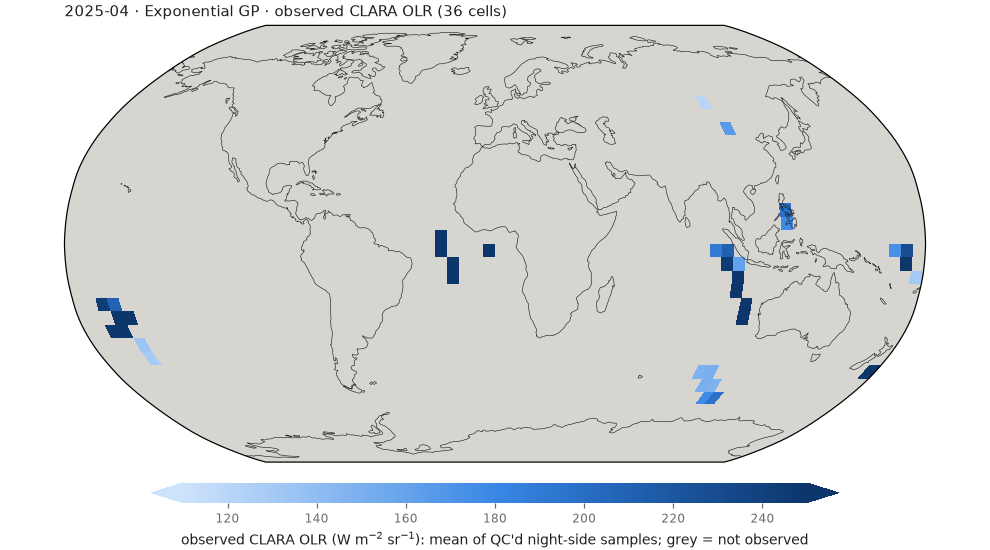 2025-04 · Exponential GP · observed CLARA OLR (36 cells)
120 140 160 180 200 220 240
observed CLARA OLR (W m⁻² sr⁻¹): mean of QC'd night-side samples; grey = not observed